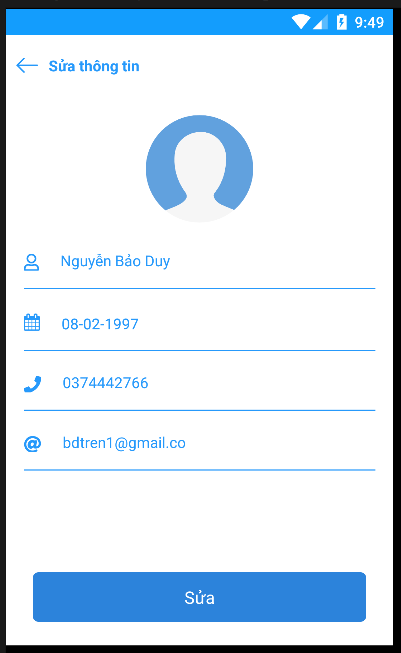 9:49
Sửa thông tin
Nguyễn Bảo Duy
08-02-1997
0374442766
bdtren1@gmail.co
Sửa